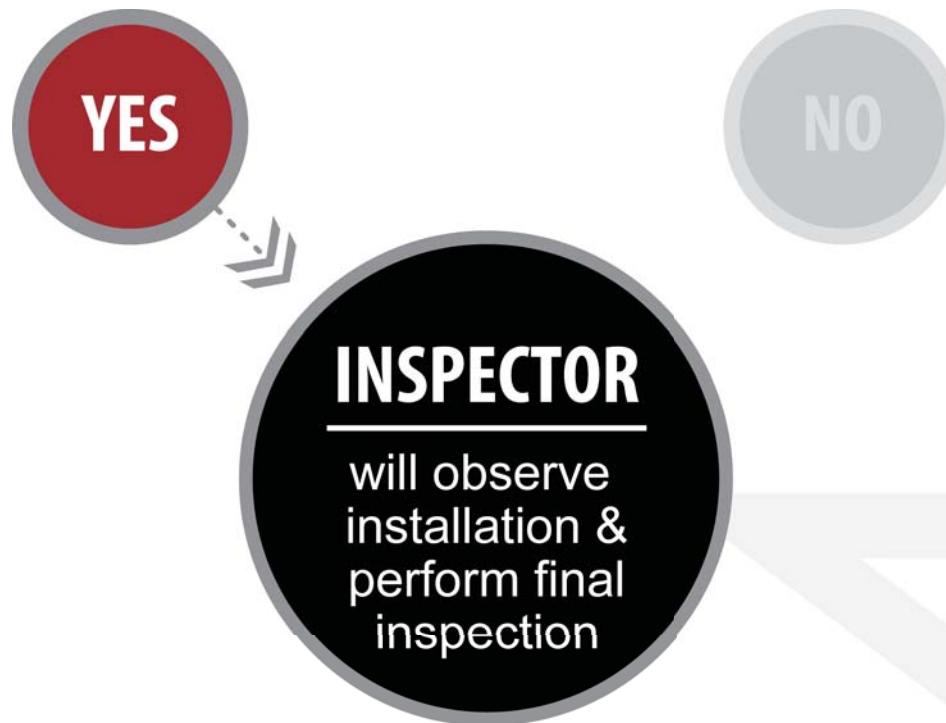 YES
NO
INSPECTOR
will observe
installation &
perform final
inspection